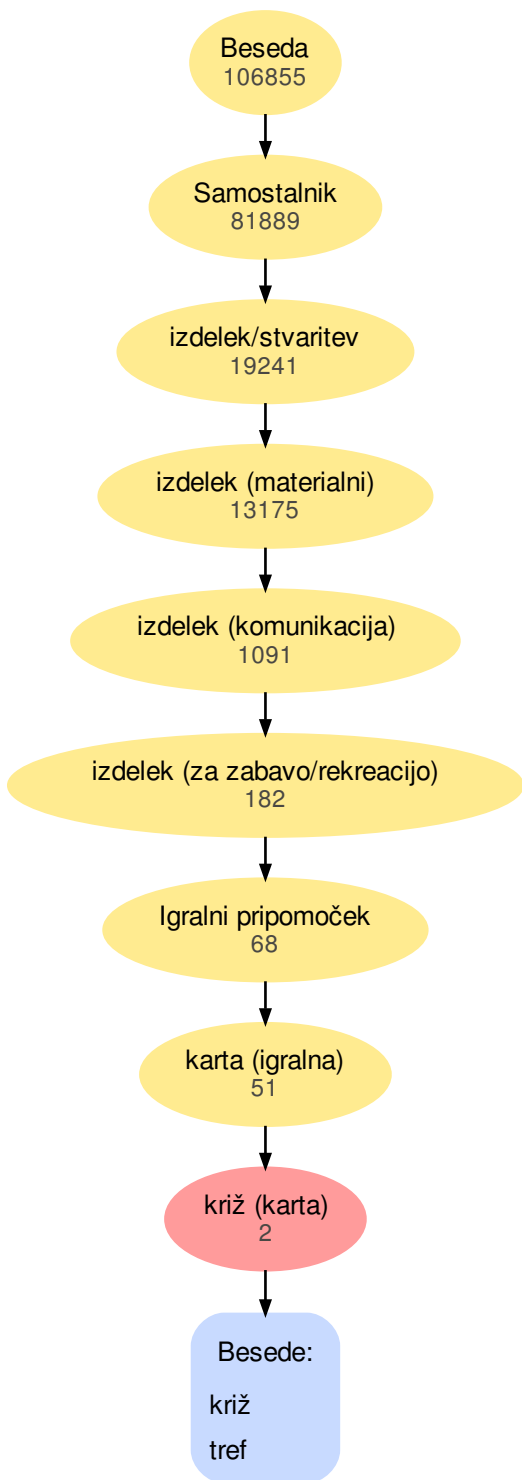 Beseda
106855
Samostalnik
81889
izdelek/stvaritev
19241
izdelek (materialni)
13175
izdelek (komunikacija)
1091
izdelek (za zabavo/rekreacijo)
182
Igralni pripomoček
68
karta (igralna)
51
križ (karta)
2
Besede:
križ
tref